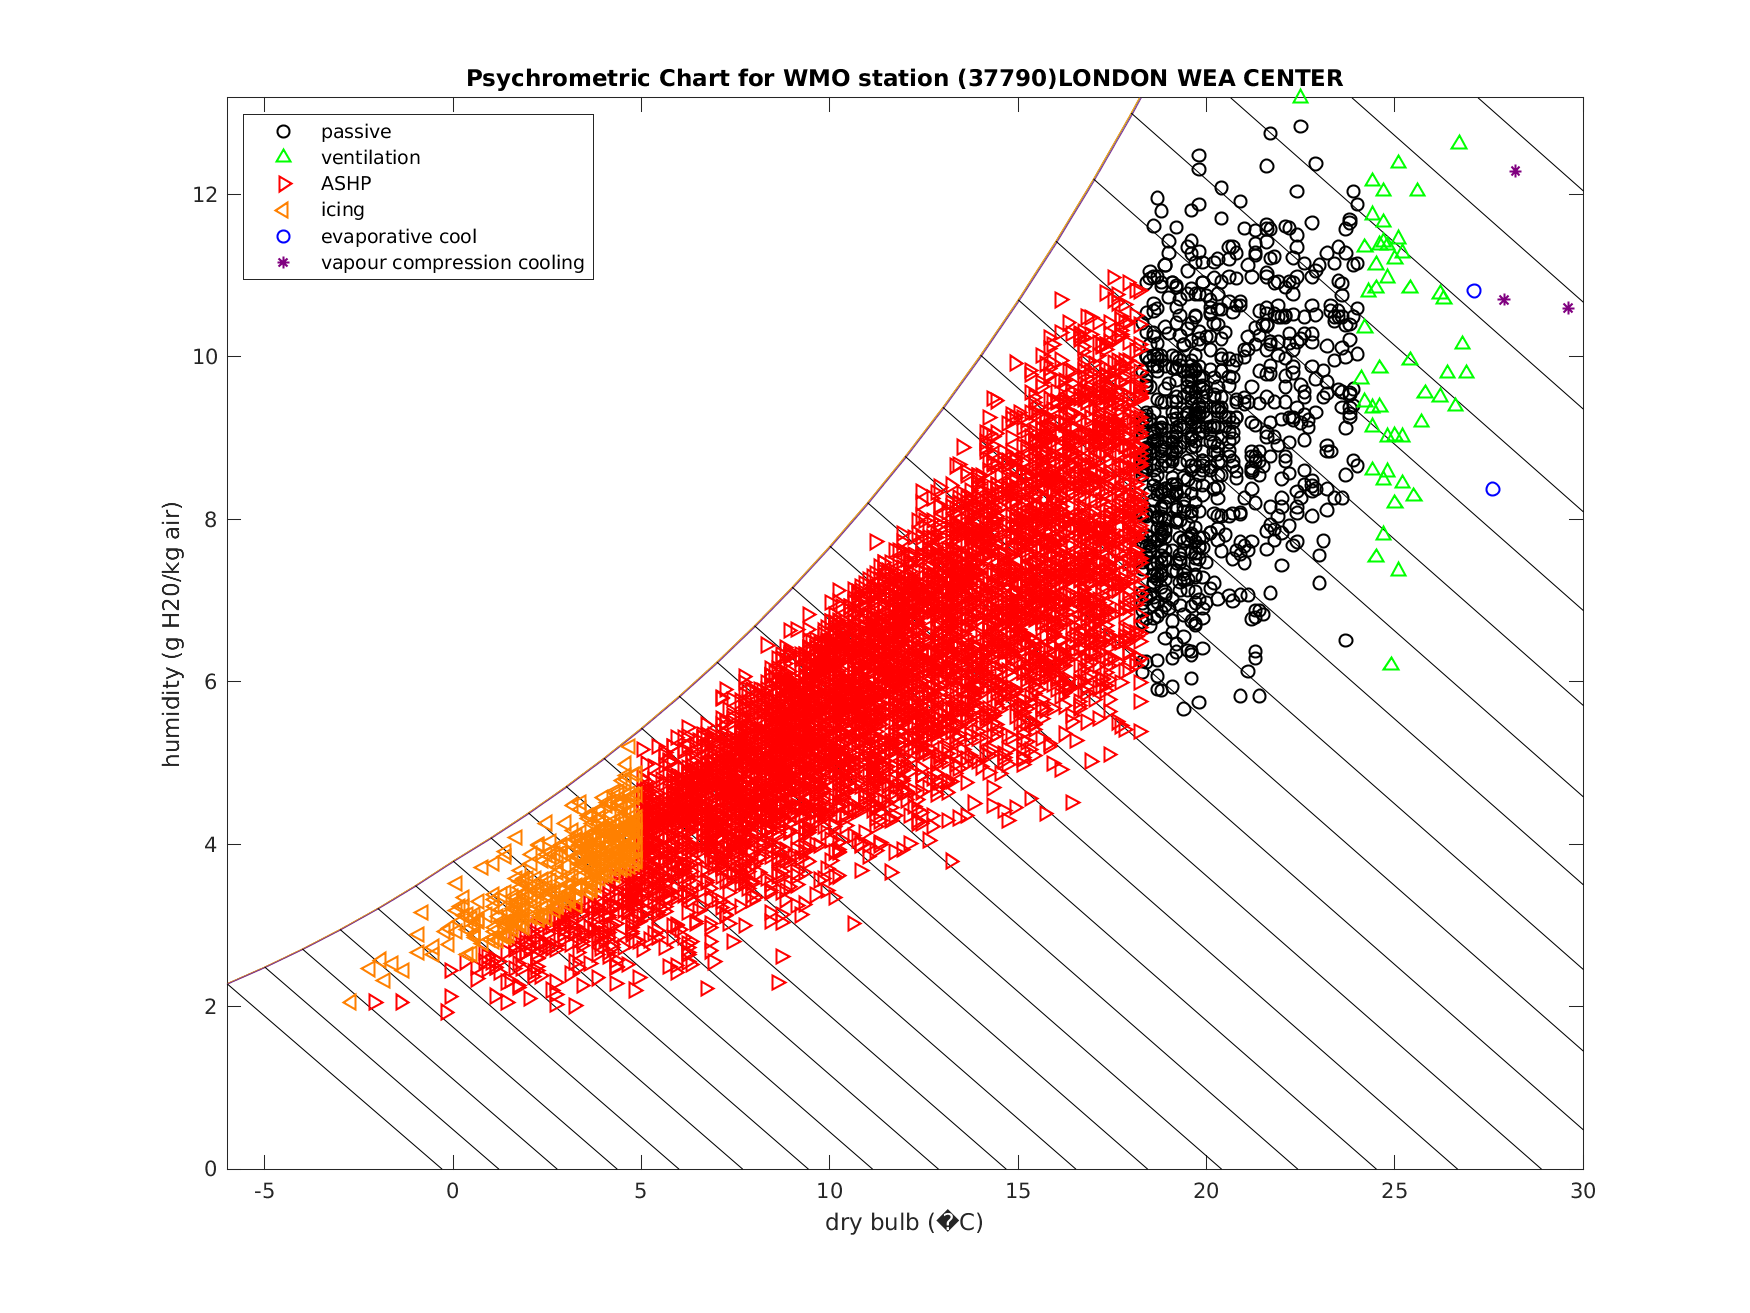 Psychrometric Chart for WMO station (37790)LONDON WEA CENTER
passive
ventilation
ASHP
icing
evaporative cool
vapour compression cooling
humidity (g H20/kg air)
12
10
8
6
4
2
0
-5 0 5 10 15 20 25 30
dry bulb (�C)